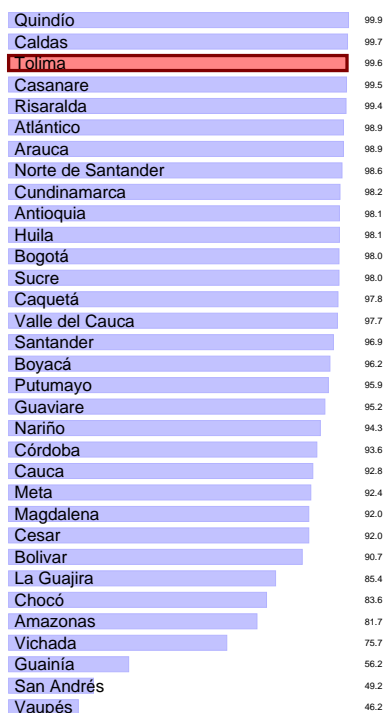 Quindío 99.9
Caldas 99.7
Tolima 99.6
Casanare 99.5
Risaralda 99.4
Atlántico 98.9
Arauca 98.9
Norte de Santander 98.6
Cundinamarca 98.2
Antioquia 98.1
Huila 98.1
Bogotá 98.0
Sucre 98.0
Caquetá 97.8
Valle del Cauca 97.7
Santander 96.9
Boyacá 96.2
Putumayo 95.9
Guaviare 95.2
Nariño 94.3
Córdoba 93.6
Cauca 92.8
Meta 92.4
Magdalena 92.0
Cesar 92.0
Bolivar 90.7
La Guajira 85.4
Chocó 83.6
Amazonas 81.7
Vichada 75.7
Guainía 56.2
San Andrés 49.2
Vaupés 46.2